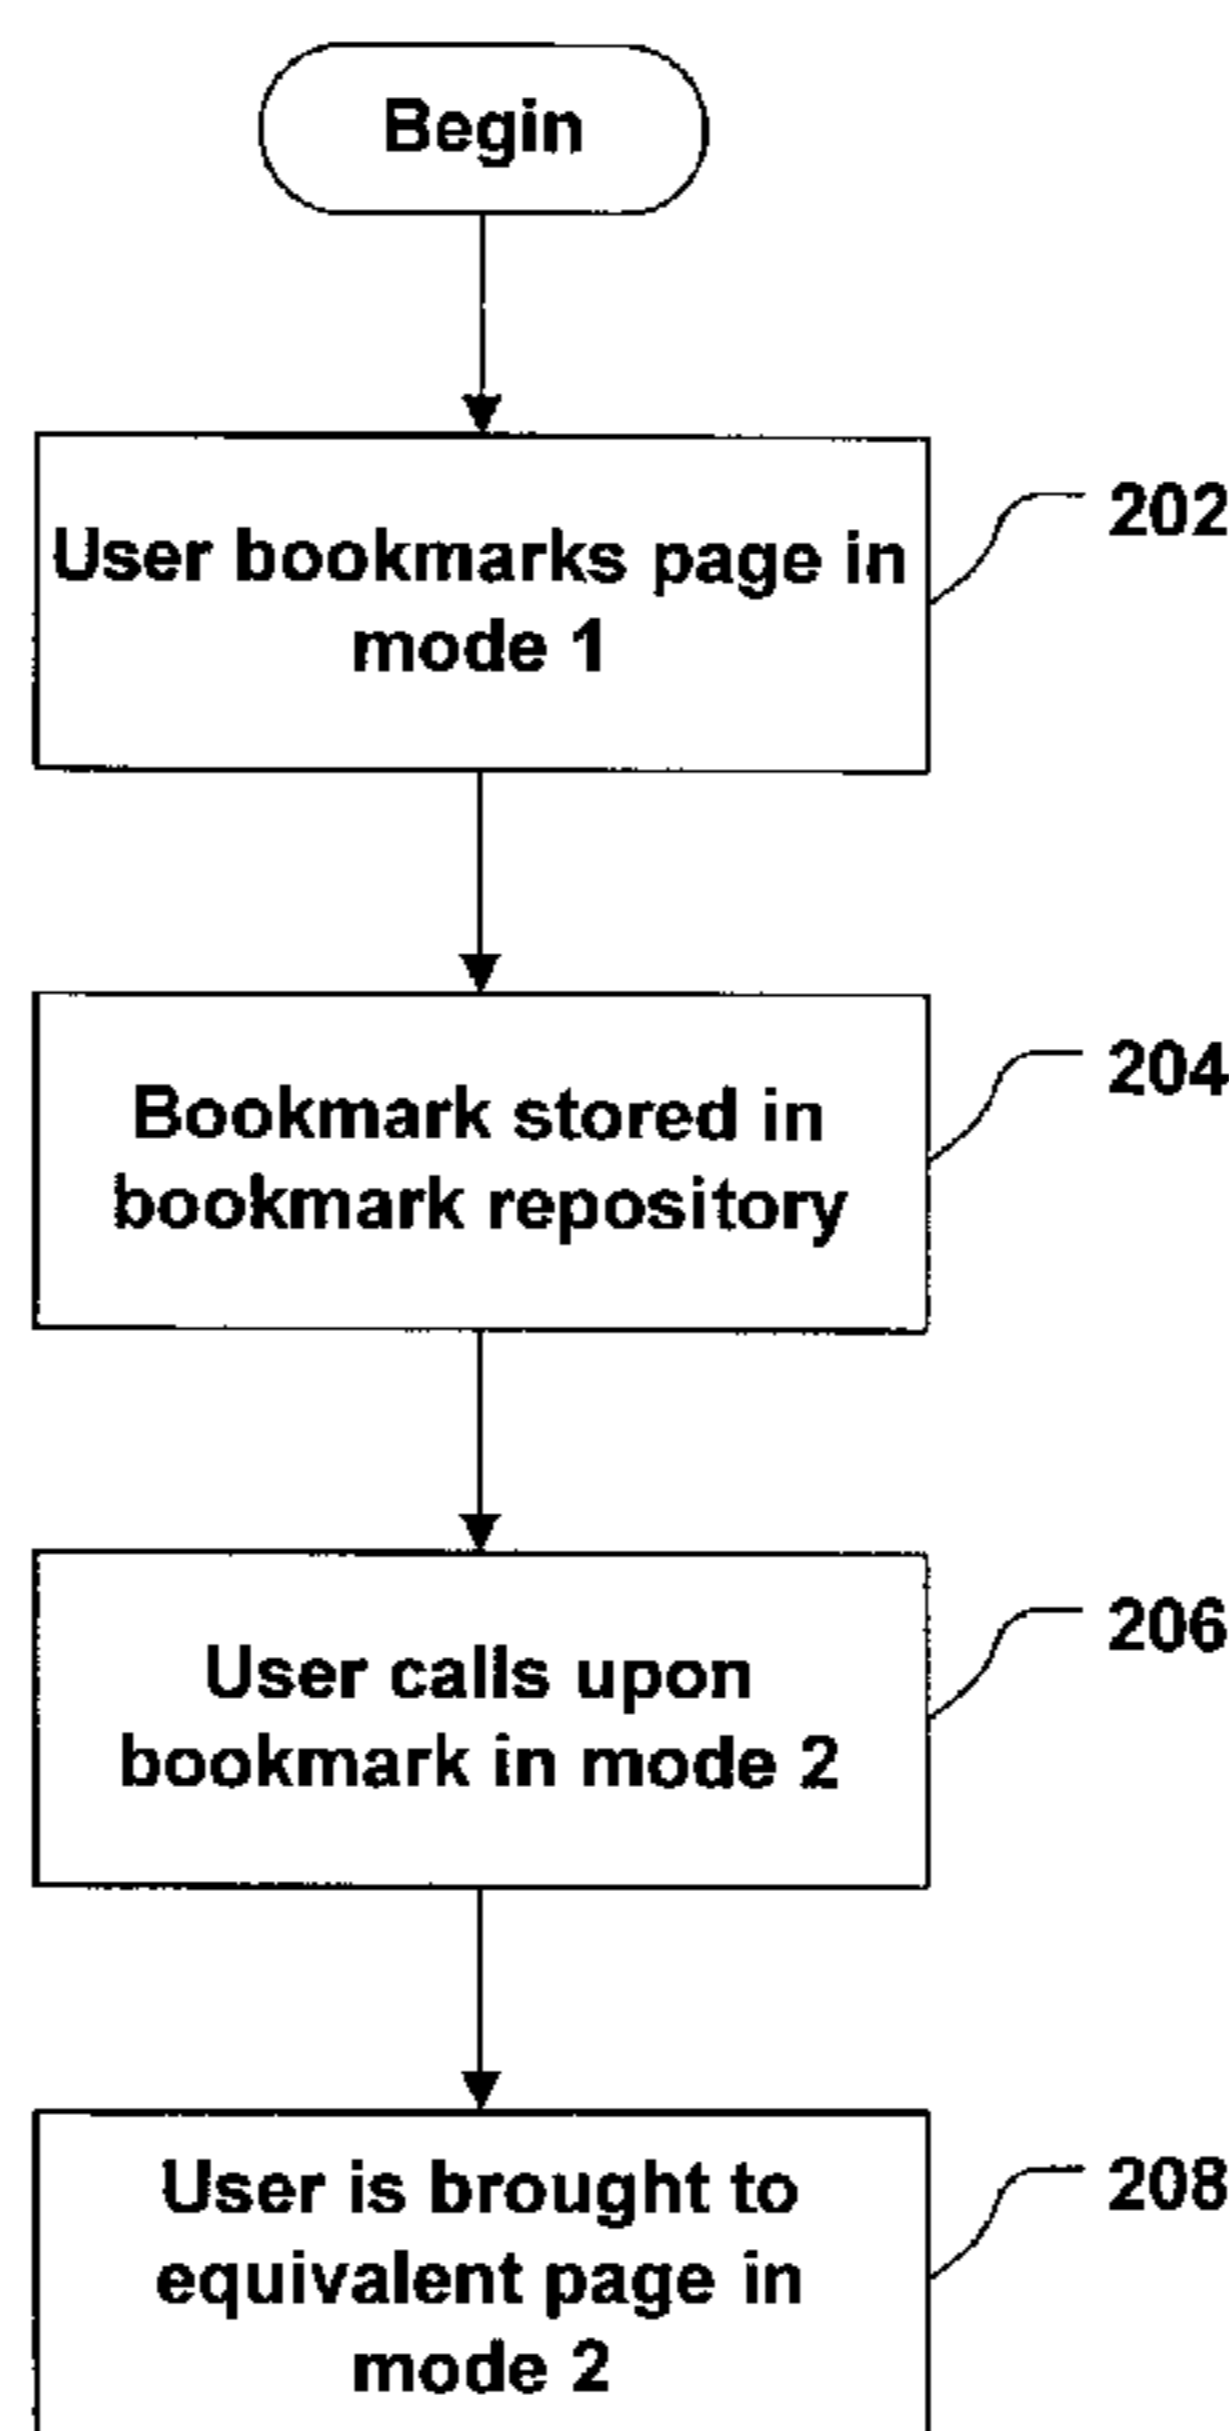 Begin
User bookmarks page in
mode 1
202
Bookmark stored in
bookmark repository
204
User calls upon
bookmark in mode 2
206
User is brought to
equivalent page in
mode 2
208